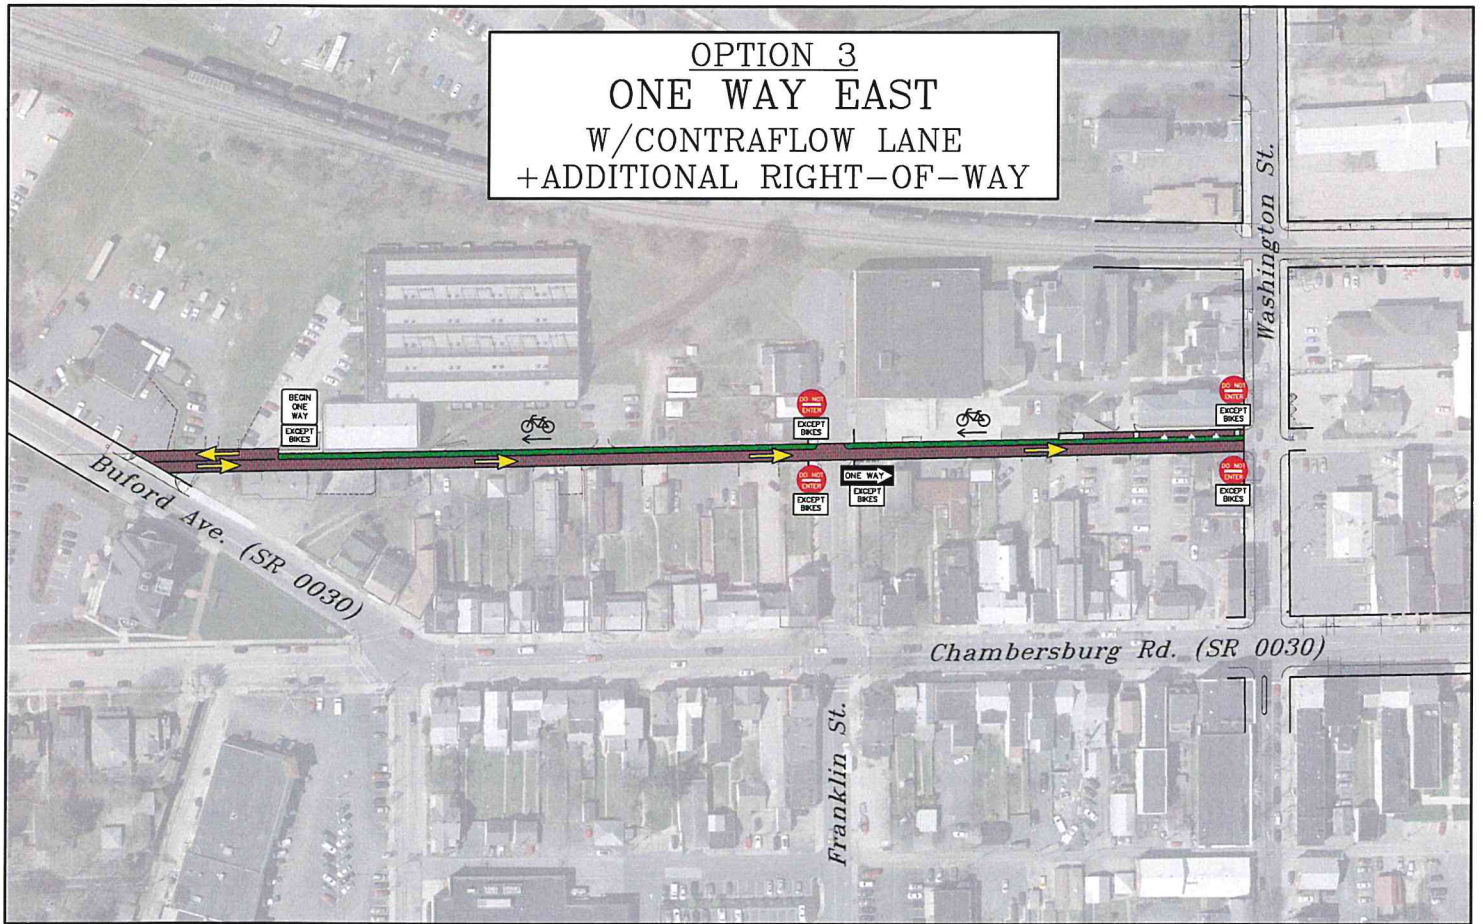 OPTION 3
ONE WAY EAST
W/CONTRAFLOW LANE
+ADDITIONAL RIGHT-OF-WAY
Washington St.
BEGIN
ONE
WAY
EXCEPT
BIKES
DO NOT
ENTER
EXCEPT
BIKES
DO NOT
ENTER
EXCEPT
BIKES
DO NOT
ENTER
EXCEPT
BIKES
ONE WAY
EXCEPT
BIKES
DO NOT
ENTER
EXCEPT
BIKES
Buford Ave. (SR 0030)
Chambersburg Rd. (SR 0030)
Franklin St.